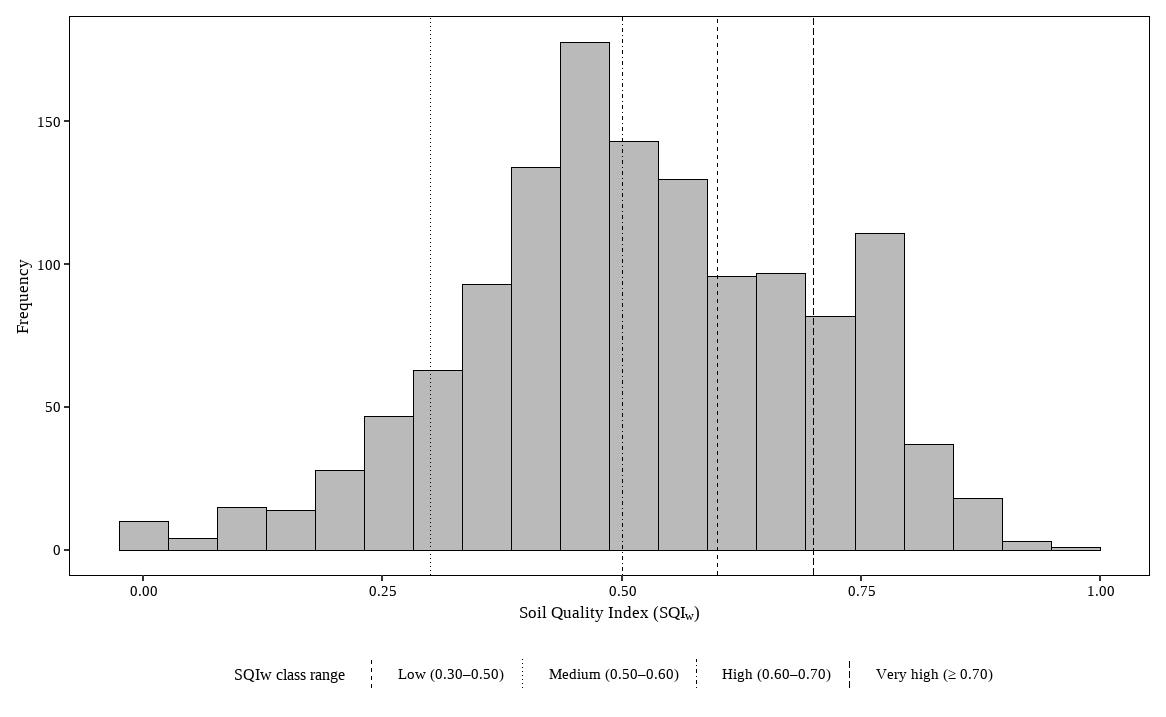 150
100
50
0
Frequency
0.00 0.25 0.50 0.75 1.00
Soil Quality Index (SQIw)
SQIw class range Low (0.30–0.50) Medium (0.50–0.60) High (0.60–0.70) Very high (≥ 0.70)